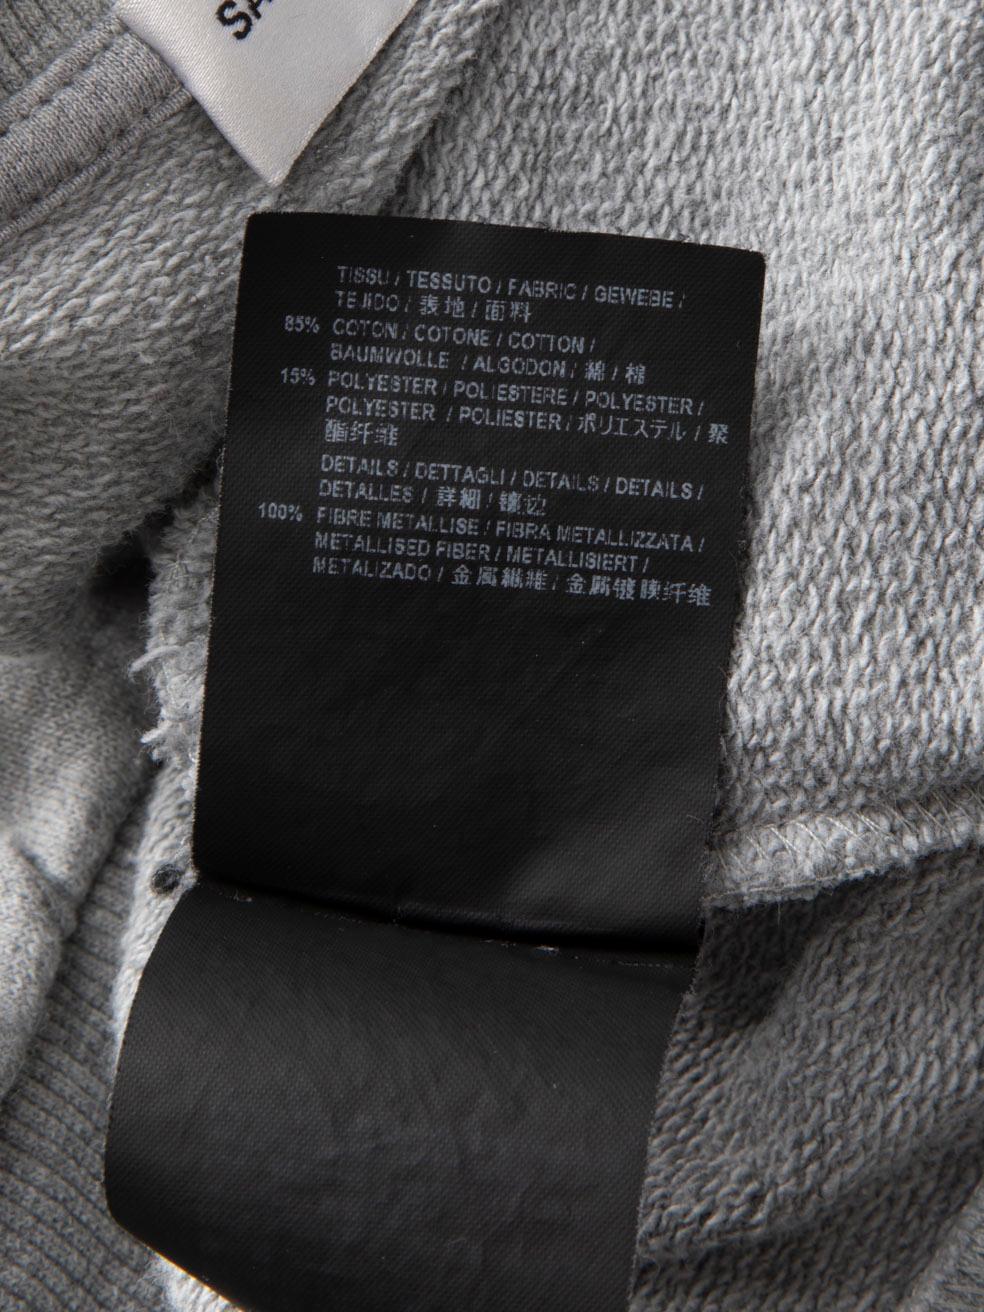 SA
TISSU / TESSUTO / FABRIC / GEWEBE /
TEJIDO / 表地 / 面料
85% COTON / COTONE / COTTON /
BAUMWOLLE / ALGODON / 綿 / 棉
15% POLYESTER / POLIESTERE / POLYESTER /
POLYESTER / POLIESTER / ポリエステル / 聚
酯纤维
DETAILS / DETTAGLI / DETAILS / DETAILS /
DETALLES / 詳細 / 镶边
100% FIBRE METALLISE / FIBRA METALLIZZATA /
METALLISED FIBER / METALLISIERT /
METALIZADO / 金属繊維 / 金属镀膜纤维